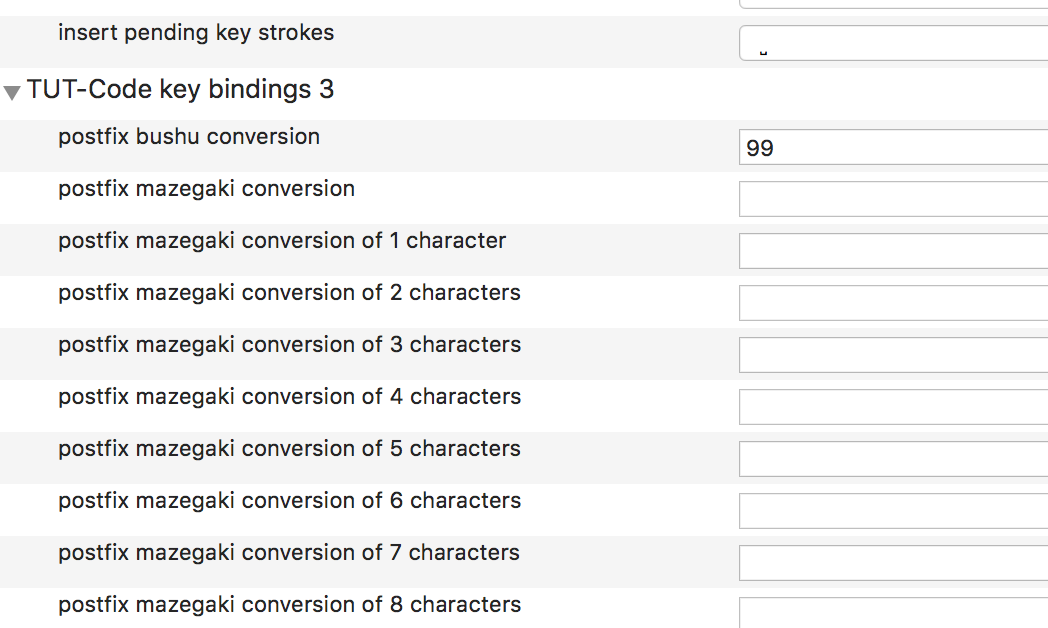 insert pending key strokes
TUT-Code key bindings 3
postfix bushu conversion
99
postfix mazegaki conversion
postfix mazegaki conversion of 1 character
postfix mazegaki conversion of 2 characters
postfix mazegaki conversion of 3 characters
postfix mazegaki conversion of 4 characters
postfix mazegaki conversion of 5 characters
postfix mazegaki conversion of 6 characters
postfix mazegaki conversion of 7 characters
postfix mazegaki conversion of 8 characters